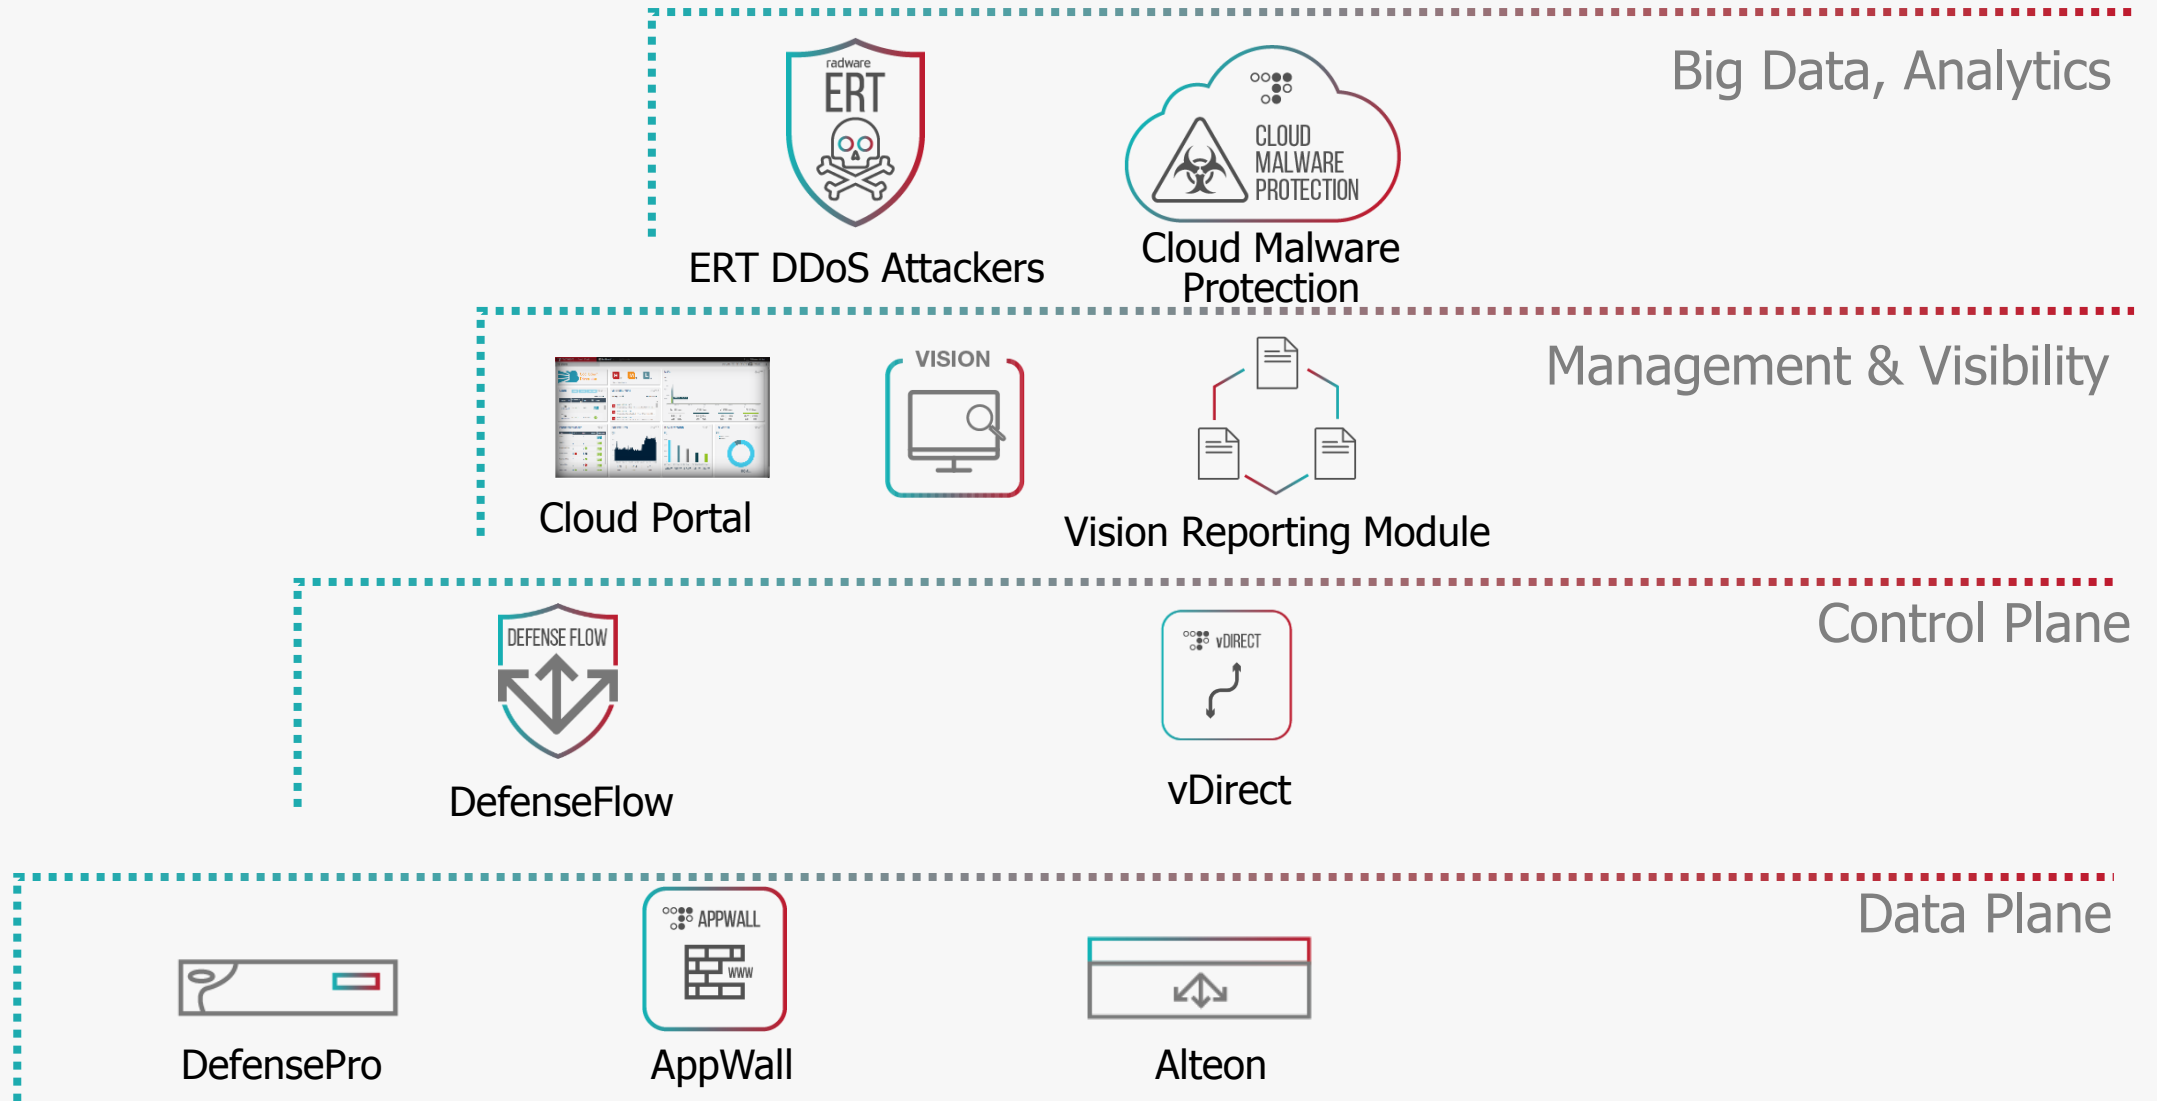 Big Data, Analytics
radware
ERT
CLOUD
MALWARE
PROTECTION
ERT DDoS Attackers
Cloud Malware
Protection
Management & Visibility
VISION
Cloud Portal
Vision Reporting Module
Control Plane
DEFENSE FLOW
vDIRECT
DefenseFlow
vDirect
Data Plane
APPWALL
WWW
DefensePro
AppWall
Alteon